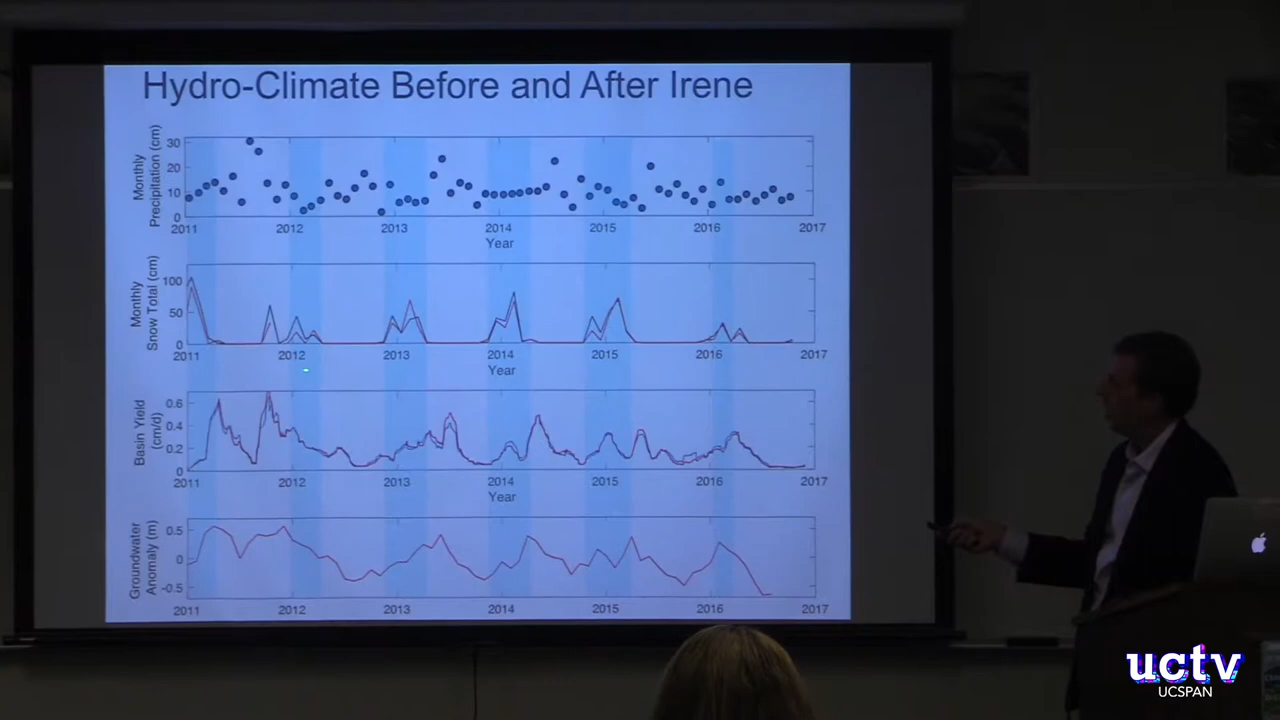 Hydro-Climate Before and After Irene
Monthly
Precipitation (cm)
30
20
10
0
2011 2012 2013 2014 2015 2016 2017
Year
Monthly
Snow Total (cm)
100
50
0
2011 2012 2013 2014 2015 2016 2017
Year
Basin Yield
(cm/d)
0.6
0.4
0.2
0
2011 2012 2013 2014 2015 2016 2017
Year
Groundwater
Anomaly (m)
0.5
0
-0.5
2011 2012 2013 2014 2015 2016 2017
uctv
UCSPAN